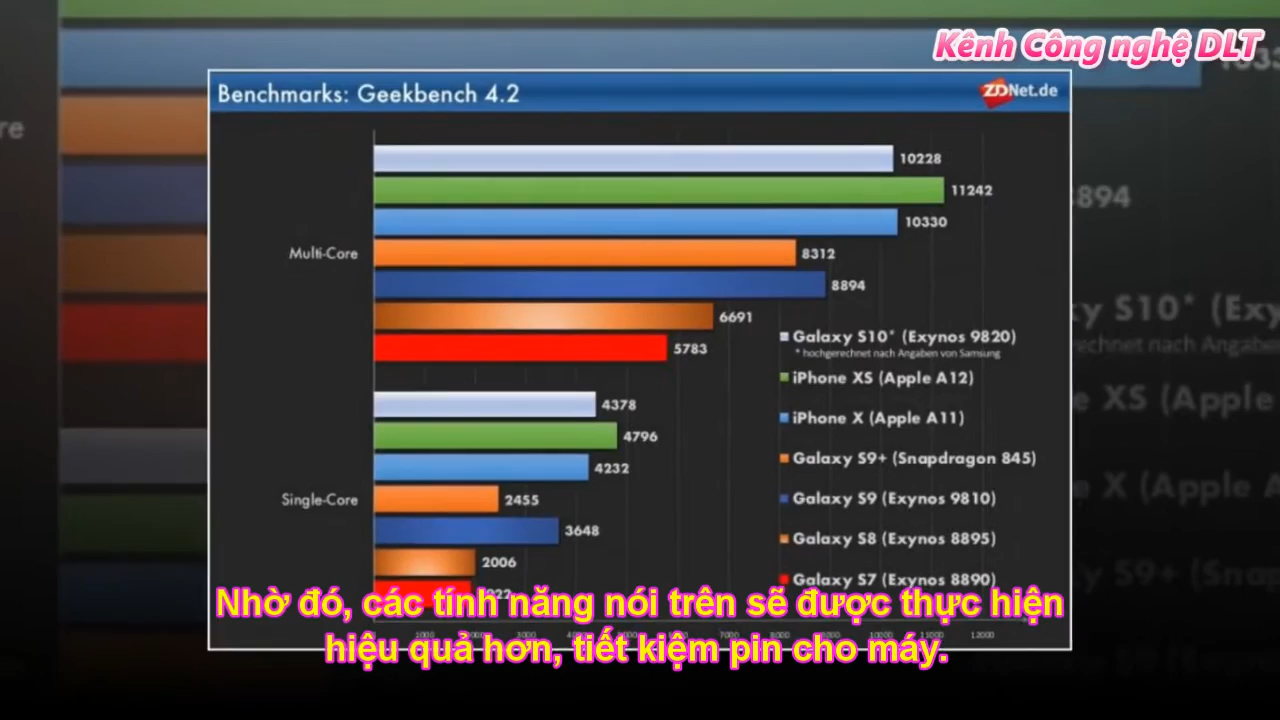 Kênh Công nghệ DLT
Benchmarks: Geekbench 4.2
ZDNet.de
10228
11242
10330
Multi-Core
8312
8894
6691
5783
Galaxy S10* (Exynos 9820)
* hochgerechnet nach Angaben von Samsung
iPhone XS (Apple A12)
iPhone X (Apple A11)
Galaxy S9+ (Snapdragon 845)
Galaxy S9 (Exynos 9810)
Galaxy S8 (Exynos 8895)
Galaxy S7 (Exynos 8890)
4378
4796
4232
Single-Core
2455
3648
2006
Nhờ đó, các tính năng nói trên sẽ được thực hiện
hiệu quả hơn, tiết kiệm pin cho máy.